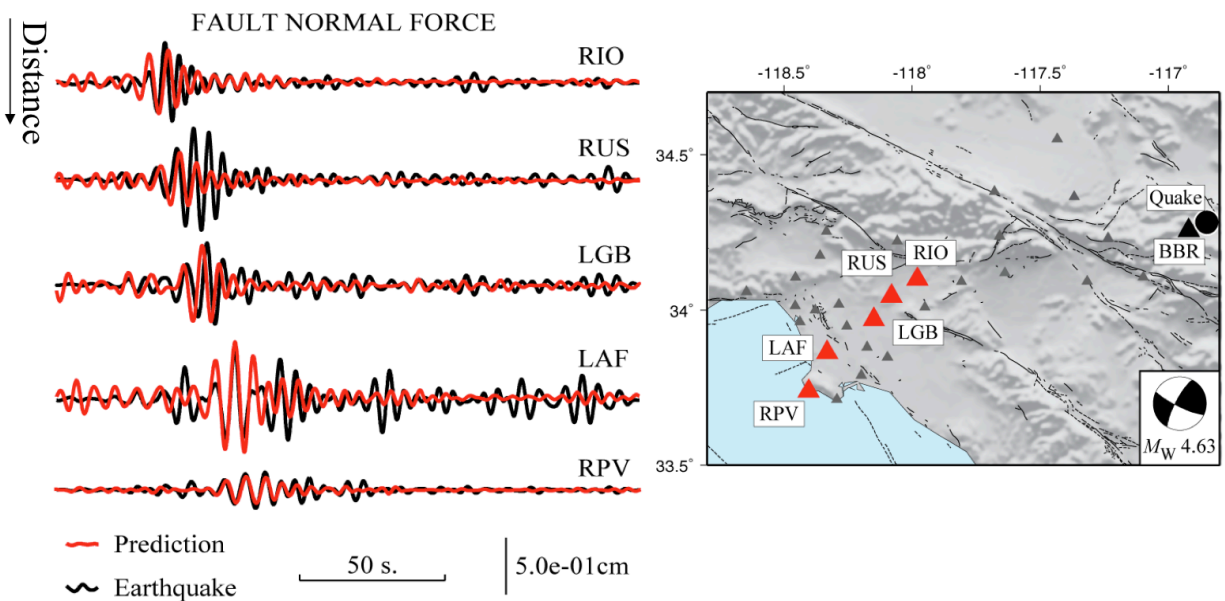 FAULT NORMAL FORCE
Distance
RIO
RUS
LGB
LAF
RPV
Prediction
Earthquake
50 s.
5.0e-01cm
-118.5˚
-118˚
-117.5˚
-117˚
34.5˚
34˚
33.5˚
Quake
BBR
RIO
RUS
LGB
LAF
RPV
MW 4.63